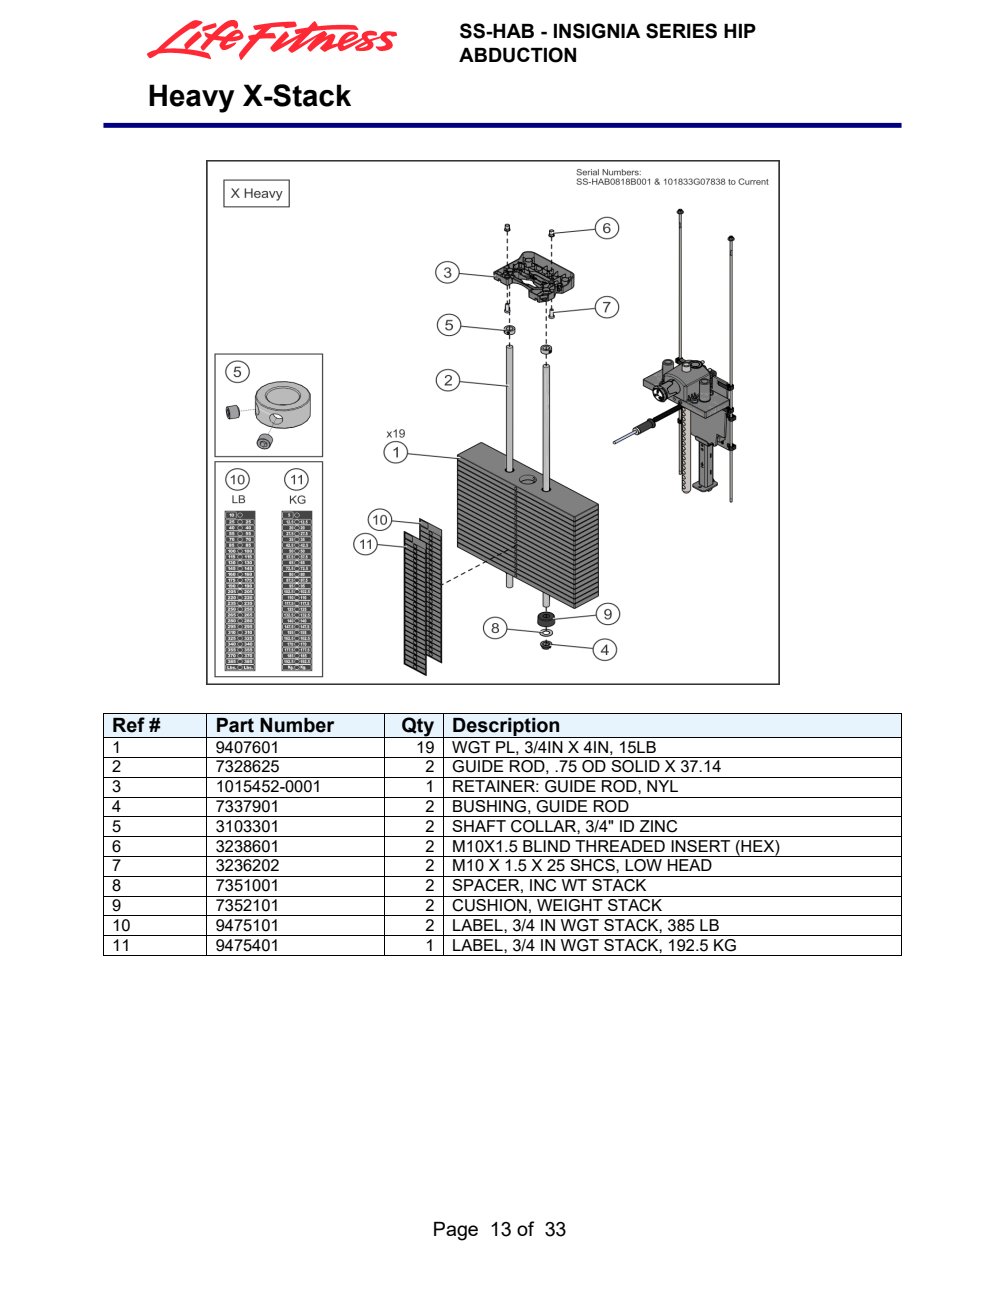 Life Fitness
SS-HAB - INSIGNIA SERIES HIP
ABDUCTION
Heavy X-Stack
Serial Numbers:
SS-HAB0818B001 & 101833G07838 to Current
X Heavy
6
3
7
5
2
x19
1
5
10
11
LB
KG
10
11
9
8
4
Ref # Part Number Qty Description
1 9407601 19 WGT PL, 3/4IN X 4IN, 15LB
2 7328625 2 GUIDE ROD, .75 OD SOLID X 37.14
3 1015452-0001 1 RETAINER: GUIDE ROD, NYL
4 7337901 2 BUSHING, GUIDE ROD
5 3103301 2 SHAFT COLLAR, 3/4" ID ZINC
6 3238601 2 M10X1.5 BLIND THREADED INSERT (HEX)
7 3236202 2 M10 X 1.5 X 25 SHCS, LOW HEAD
8 7351001 2 SPACER, INC WT STACK
9 7352101 2 CUSHION, WEIGHT STACK
10 9475101 2 LABEL, 3/4 IN WGT STACK, 385 LB
11 9475401 1 LABEL, 3/4 IN WGT STACK, 192.5 KG
Page 13 of 33